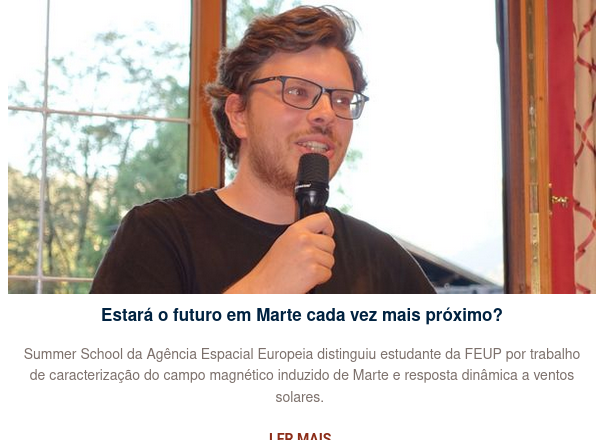 Estará o futuro em Marte cada vez mais próximo?
Summer School da Agência Espacial Europeia distinguiu estudante da FEUP por trabalho
de caracterização do campo magnético induzido de Marte e resposta dinâmica a ventos
solares.
LER MAIS